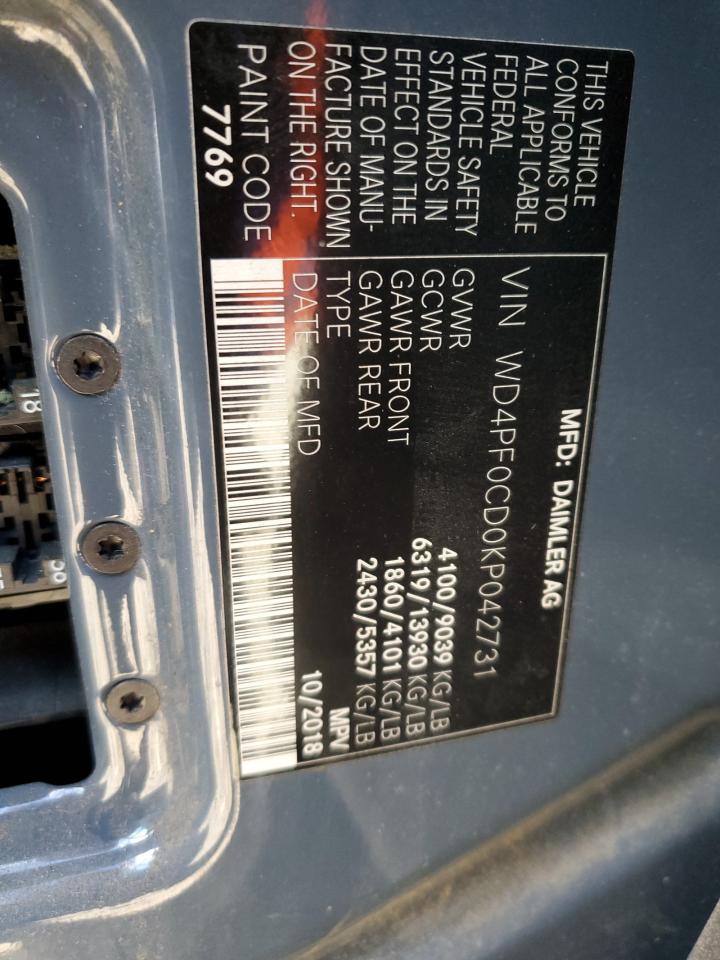 MFD: DAIMLER AG
VIN WD4PF0CD0KP042731
THIS VEHICLE
CONFORMS TO
ALL APPLICABLE
FEDERAL
VEHICLE SAFETY
STANDARDS IN
EFFECT ON THE
DATE OF MANU-
FACTURE SHOWN
ON THE RIGHT.
PAINT CODE
7769
GVWR 4100/9039 KG/LB
GCWR 6319/13930 KG/LB
GAWR FRONT 1860/4101 KG/LB
GAWR REAR 2430/5357 KG/LB
TYPE MPV
DATE OF MFD 10/2018
18